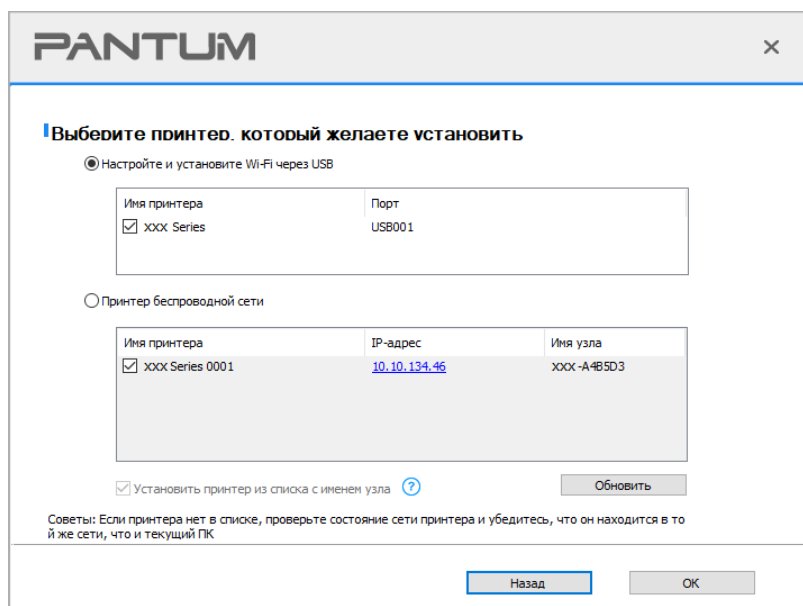 PANTUM
Выберите принтер, который желаете установить
Настройте и установите Wi-Fi через USB
Имя принтера Порт
XXX Series USB001
Принтер беспроводной сети
Имя принтера IP-адрес Имя узла
XXX Series 0001 10.10.134.46 XXX-A4B5D3
Установить принтер из списка с именем узла ?
Обновить
Советы: Если принтера нет в списке, проверьте состояние сети принтера и убедитесь, что он находится в то
й же сети, что и текущий ПК
Назад OK